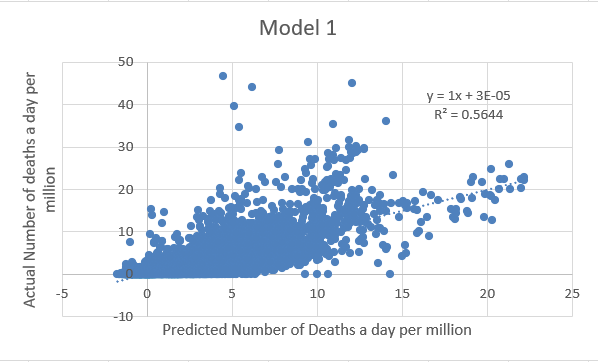 Model 1
50
40
30
20
10
0
-10
-5
0
5
10
15
20
25
y = 1x + 3E-05
R² = 0.5644
Actual Number of deaths a day per
million
Predicted Number of Deaths a day per million